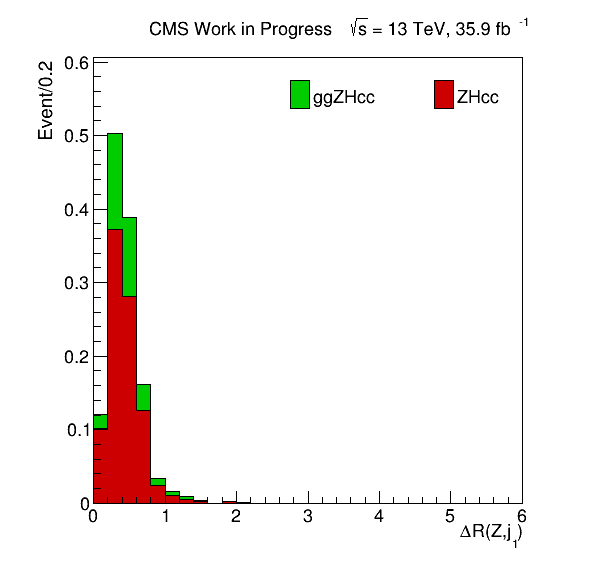 CMS Work in Progress √s = 13 TeV, 35.9 fb⁻¹
Event/0.2
ggZHcc ZHcc
0.6
0.5
0.4
0.3
0.2
0.1
0
0 1 2 3 4 5 6
ΔR(Z,j₁)